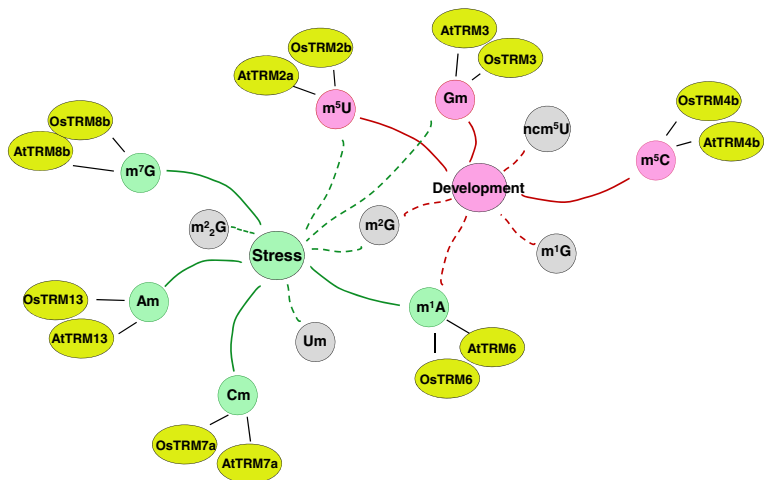 AtTRM3
OsTRM2b
OsTRM3
AtTRM2a
m⁵U
Gm
OsTRM4b
ncm⁵U
AtTRM4b
m⁵C
OsTRM8b
AtTRM8b
m⁷G
Development
m²₂G
m²G
m¹G
Stress
OsTRM13
Am
m¹A
AtTRM13
Um
AtTRM6
OsTRM6
Cm
OsTRM7a
AtTRM7a